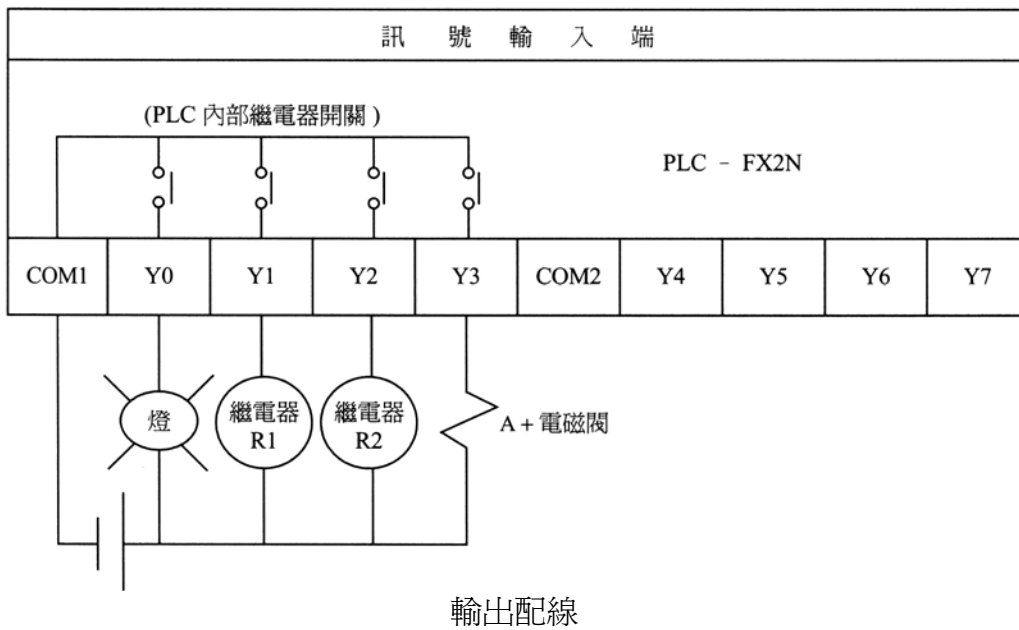 訊 號 輸 入 端
(PLC 內部繼電器開關)
PLC － FX2N
COM1 Y0 Y1 Y2 Y3 COM2 Y4 Y5 Y6 Y7
燈
繼電器
R1
繼電器
R2
A + 電磁閥
輸出配線